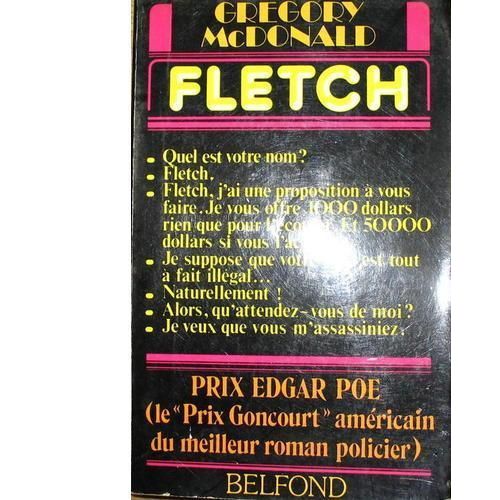 GREGORY
McDONALD
FLETCH
Quel est votre nom?
Fletch.
Fletch, j'ai une proposition à vous
faire. Je vous offre 1000 dollars
rien que pour Et 50000
dollars si vous
Je suppose que est tout
à fait illégal...
Naturellement!
Alors, qu'attendez-vous de moi?
Je veux que vous m'assassiniez.
PRIX EDGAR POE
(le "Prix Goncourt" américain
du meilleur roman policier)
BELFOND